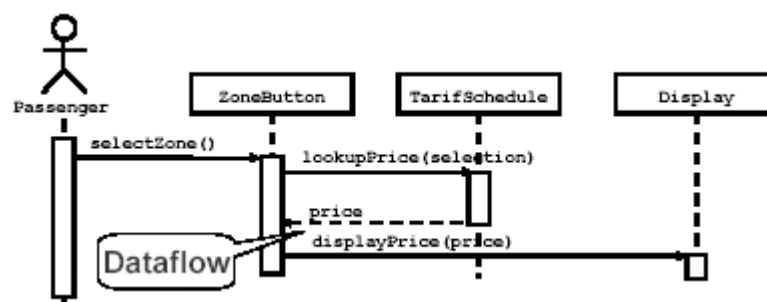 Passenger
ZoneButton
TarifSchedule
Display
selectZone()
lookupPrice(selection)
price
Dataflow
displayPrice(price)